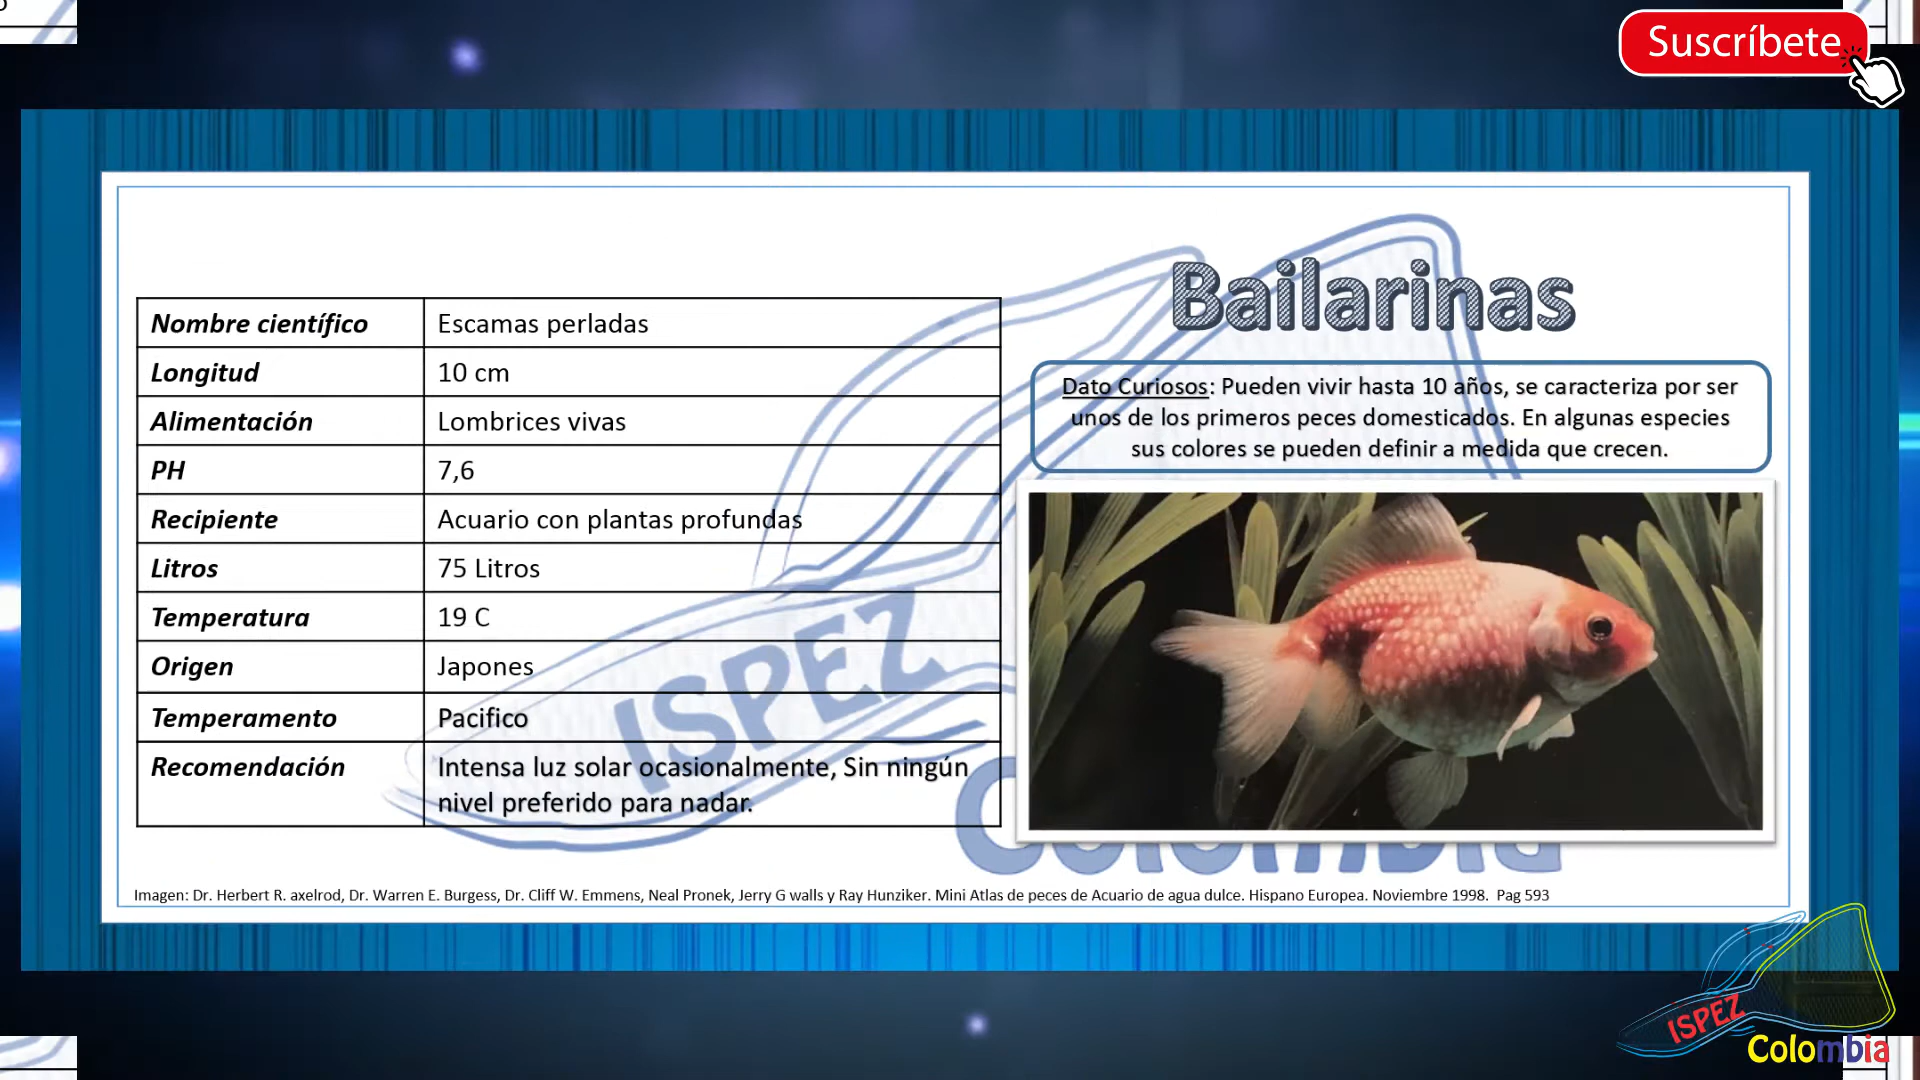 Suscríbete
Bailarinas
Nombre científico Escamas perladas
Longitud 10 cm
Alimentación Lombrices vivas
PH 7,6
Recipiente Acuario con plantas profundas
Litros 75 Litros
Temperatura 19 C
Origen Japones
Temperamento Pacifico
Recomendación Intensa luz solar ocasionalmente, Sin ningún
nivel preferido para nadar.
Dato Curiosos: Pueden vivir hasta 10 años, se caracteriza por ser
unos de los primeros peces domesticados. En algunas especies
sus colores se pueden definir a medida que crecen.
ISPEZ
Colombia
Imagen: Dr. Herbert R. axelrod, Dr. Warren E. Burgess, Dr. Cliff W. Emmens, Neal Pronek, Jerry G walls y Ray Hunziker. Mini Atlas de peces de Acuario de agua dulce. Hispano Europea. Noviembre 1998. Pag 593
ISPEZ
Colombia